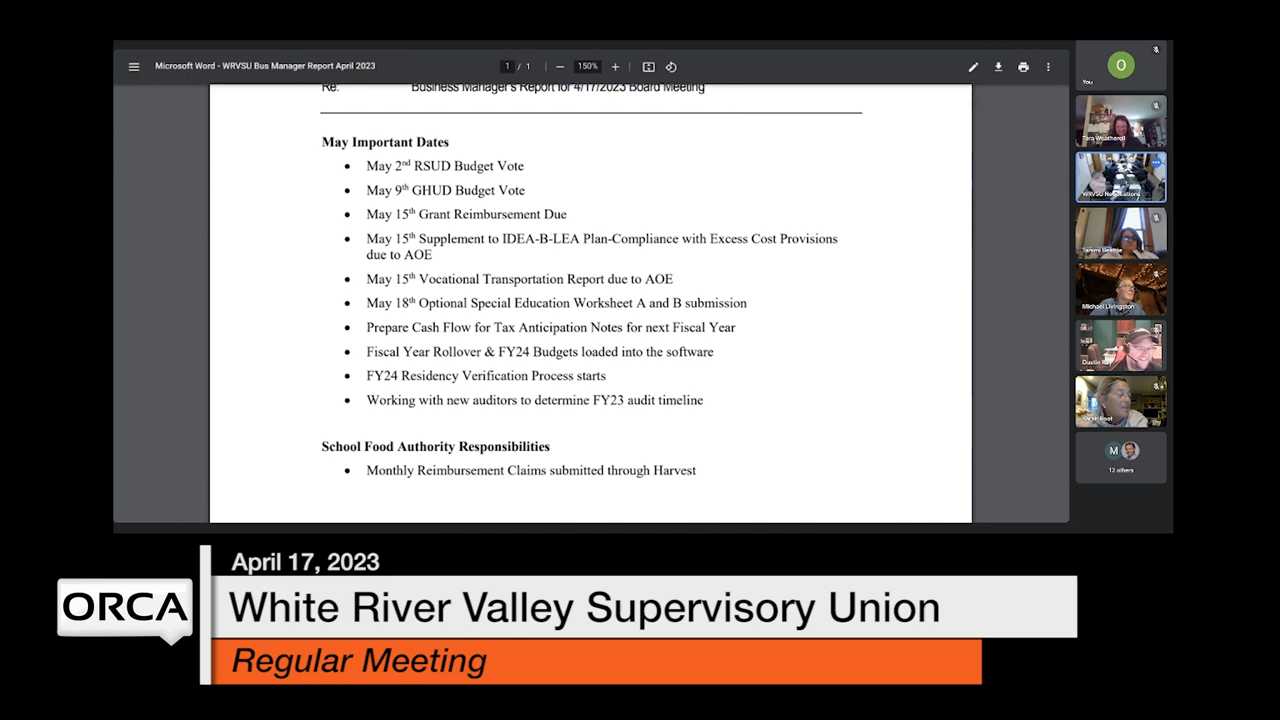 Microsoft Word - WRVSU Bus Manager Report April 2023
1 / 1
150%
Re: Business Manager's Report for 4/17/2023 Board Meeting
May Important Dates
• May 2nd RSUD Budget Vote
• May 9th GHUD Budget Vote
• May 15th Grant Reimbursement Due
• May 15th Supplement to IDEA-B-LEA Plan-Compliance with Excess Cost Provisions
due to AOE
• May 15th Vocational Transportation Report due to AOE
• May 18th Optional Special Education Worksheet A and B submission
• Prepare Cash Flow for Tax Anticipation Notes for next Fiscal Year
• Fiscal Year Rollover & FY24 Budgets loaded into the software
• FY24 Residency Verification Process starts
• Working with new auditors to determine FY23 audit timeline
School Food Authority Responsibilities
• Monthly Reimbursement Claims submitted through Harvest
O
You
Tara Weatherell
WRVSU
Michael Livingston
Dustin
Sarah Root
M
12 others
April 17, 2023
ORCA
White River Valley Supervisory Union
Regular Meeting